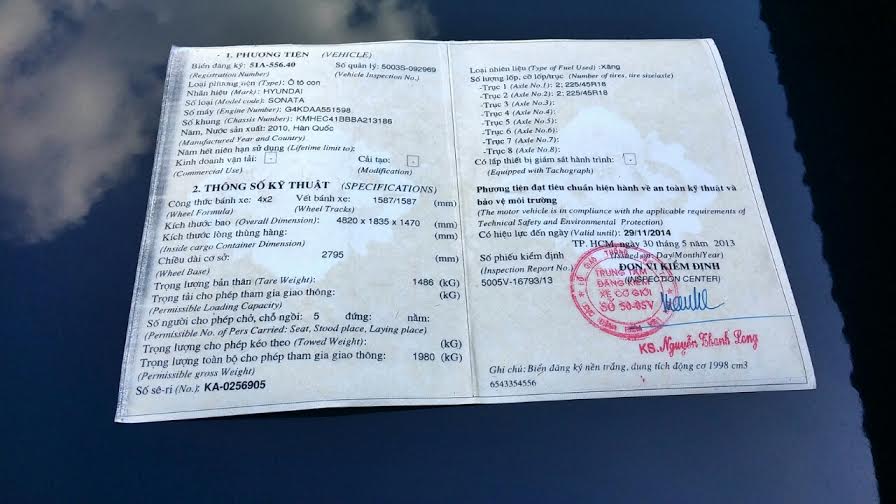 1. PHƯƠNG TIỆN (VEHICLE)
Biển đăng ký: 51A-556.40 Số quản lý: 5003S-092969
(Registration Number) (Vehicle Inspection No.)
Loại phương tiện (Type): Ô tô con
Nhãn hiệu (Mark): HYUNDAI
Số loại (Model code): SONATA
Số máy (Engine Number): G4KDAA551598
Số khung (Chassis Number): KMHEC41BBBA213186
Năm, Nước sản xuất: 2010, Hàn Quốc
(Manufactured Year and Country)
Năm hết niên hạn sử dụng (Lifetime limit to):
Kinh doanh vận tải: Cải tạo:
(Commercial Use) (Modification)
2. THÔNG SỐ KỸ THUẬT (SPECIFICATIONS)
Công thức bánh xe: 4x2 Vết bánh xe: 1587/1587 (mm)
(Wheel Formula) (Wheel Tracks)
Kích thước bao (Overall Dimension): 4820 x 1835 x 1470 (mm)
Kích thước lòng thùng hàng: (mm)
(Inside cargo Container Dimension)
Chiều dài cơ sở: 2795 (mm)
(Wheel Base)
Trọng lượng bản thân (Tare Weight): 1486 (kG)
Trọng tải cho phép tham gia giao thông: (kG)
(Permissible Loading Capacity)
Số người cho phép chở, chỗ ngồi: 5 đứng: nằm:
(Permissible No. of Pers Carried: Seat, Stood place, Laying place)
Trọng lượng cho phép kéo theo (Towed Weight): (kG)
Trọng lượng toàn bộ cho phép tham gia giao thông: 1980 (kG)
(Permissible gross Weight)
Số sê-ri (No.): KA-0256905
Loại nhiên liệu (Type of Fuel Used) :Xăng
Số lượng lốp, cỡ lốp/trục (Number of tires, tire size/axle)
-Trục 1 (Axle No.1): 2; 225/45R18
-Trục 2 (Axle No.2): 2; 225/45R18
-Trục 3 (Axle No.3):
-Trục 4 (Axle No.4):
-Trục 5 (Axle No.5):
-Trục 6 (Axle No.6):
-Trục 7 (Axle No.7):
-Trục 8 (Axle No.8):
Có lắp thiết bị giám sát hành trình:
(Equipped with Tachograph)
Phương tiện đạt tiêu chuẩn hiện hành về an toàn kỹ thuật và
bảo vệ môi trường
(The motor vehicle is in compliance with the applicable requirements of
Technical Safety and Environmental Protection)
Có hiệu lực đến ngày (Valid until): 29/11/2014
TP. HCM, ngày 30 tháng 5 năm 2013
Số phiếu kiểm định Issued on: Day/Month/Year)
(Inspection Report No.) ĐƠN VỊ KIỂM ĐỊNH
5005V-16793/13 (INSPECTION CENTER)
TRUNG TÂM
ĐĂNG KIỂM
XE CƠ GIỚI
SỐ 50-05V
KS. Nguyễn Thanh Long
Ghi chú: Biển đăng ký nền trắng, dung tích động cơ 1998 cm3
6543354556